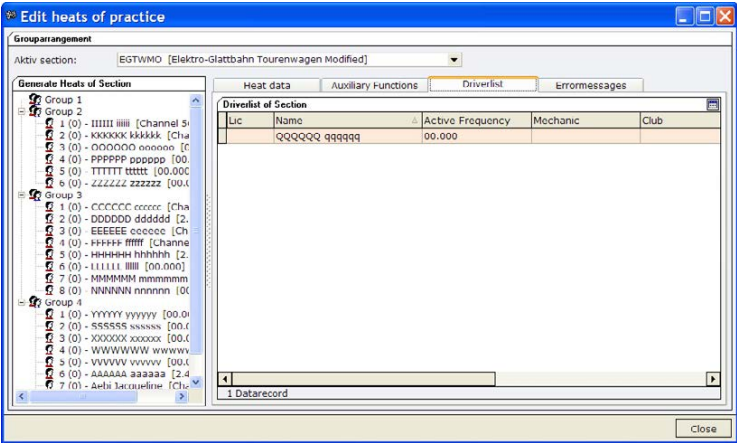 Edit heats of practice
Grouparrangement
Aktiv section:
EGTWMO [Elektro-Glattbahn Tourenwagen Modified]
Generate Heats of Section
Group 1
Group 2
1 (0) - IIIIII iiiiii [Channel 5
2 (0) - KKKKKK kkkkkk [Cha
3 (0) - OOOOOO oooooo [C
4 (0) - PPPPPP pppppp [00.
5 (0) - TTTTTT tttttt [00.000
6 (0) - ZZZZZZ zzzzzz [00.0
Group 3
1 (0) - CCCCCC cccccc [Cha
2 (0) - DDDDDD dddddd [2.
3 (0) - EEEEEE eeeeee [Ch
4 (0) - FFFFFF ffffff [Channe
5 (0) - HHHHHH hhhhhh [2.
6 (0) - LLLLLL llllll [00.000]
7 (0) - MMMMMM mmmmmm
8 (0) - NNNNNN nnnnnn [00
Group 4
1 (0) - YYYYYY yyyyyy [00.0
2 (0) - SSSSSS ssssss [00.0
3 (0) - XXXXXX xxxxxx [00.0
4 (0) - WWWWWW wwwww
5 (0) - VVVVVV vvvvvv [00.0
6 (0) - AAAAAA aaaaaa [2.4
7 (0) - Aebi Jacqueline [Cha
Heat data
Auxiliary Functions
Driverlist
Errormessages
Driverlist of Section
Lic Name Active Frequency Mechanic Club
QQQQQQ qqqqqq 00.000
1 Datarecord
Close